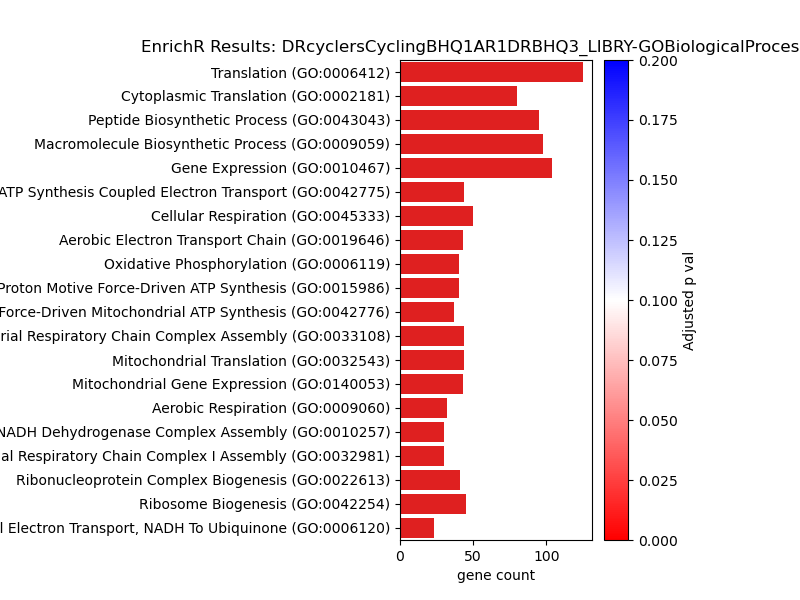 EnrichR Results: DRcyclersCyclingBHQ1AR1DRBHQ3_LIBRY-GOBiologicalProces
Translation (GO:0006412)
Cytoplasmic Translation (GO:0002181)
Peptide Biosynthetic Process (GO:0043043)
Macromolecule Biosynthetic Process (GO:0009059)
Gene Expression (GO:0010467)
ATP Synthesis Coupled Electron Transport (GO:0042775)
Cellular Respiration (GO:0045333)
Aerobic Electron Transport Chain (GO:0019646)
Oxidative Phosphorylation (GO:0006119)
Proton Motive Force-Driven ATP Synthesis (GO:0015986)
Force-Driven Mitochondrial ATP Synthesis (GO:0042776)
rial Respiratory Chain Complex Assembly (GO:0033108)
Mitochondrial Translation (GO:0032543)
Mitochondrial Gene Expression (GO:0140053)
Aerobic Respiration (GO:0009060)
NADH Dehydrogenase Complex Assembly (GO:0010257)
al Respiratory Chain Complex I Assembly (GO:0032981)
Ribonucleoprotein Complex Biogenesis (GO:0022613)
Ribosome Biogenesis (GO:0042254)
l Electron Transport, NADH To Ubiquinone (GO:0006120)
0 50 100
gene count
0.200
0.175
0.150
0.125
0.100
0.075
0.050
0.025
0.000
Adjusted p val